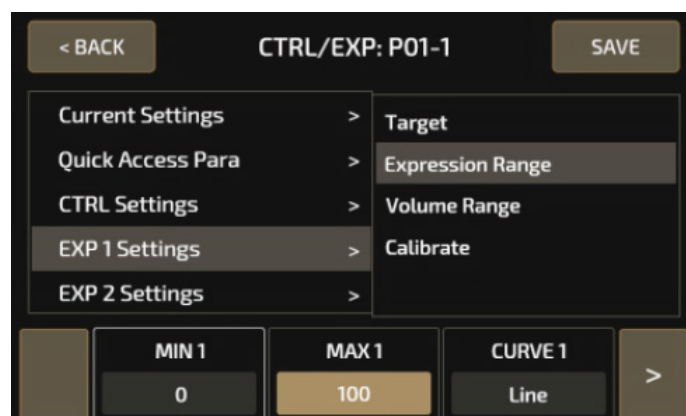 < BACK
CTRL/EXP: P01-1
SAVE
Current Settings >
Quick Access Para >
CTRL Settings >
EXP 1 Settings >
EXP 2 Settings >
Target
Expression Range
Volume Range
Calibrate
MIN 1
MAX 1
CURVE 1
0
100
Line
>